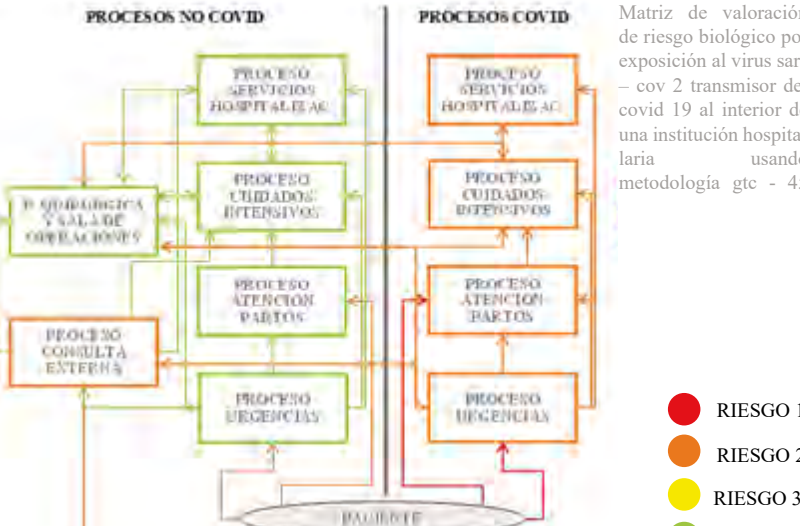 PROCESOS NO COVID
PROCESOS COVID
Matriz de valoración
de riesgo biológico po
exposición al virus sar
– cov 2 transmisor de
covid 19 al interior d
una institución hospita
laria usand
metodología gtc - 4
PROCESO
SERVICIOS
HOSPITALIZAC
PROCESO
SERVICIOS
HOSPITALIZAC
PROCESO
CUIDADOS
INTENSIVOS
PROCESO
CUIDADOS
INTENSIVOS
P. QUIRURGICA
Y SALA DE
OPERACIONES
PROCESO
ATENCION
PARTOS
PROCESO
ATENCION
PARTOS
PROCESO
CONSULTA
EXTERNA
PROCESO
URGENCIAS
PROCESO
URGENCIAS
PACIENTE
RIESGO 1
RIESGO 2
RIESGO 3